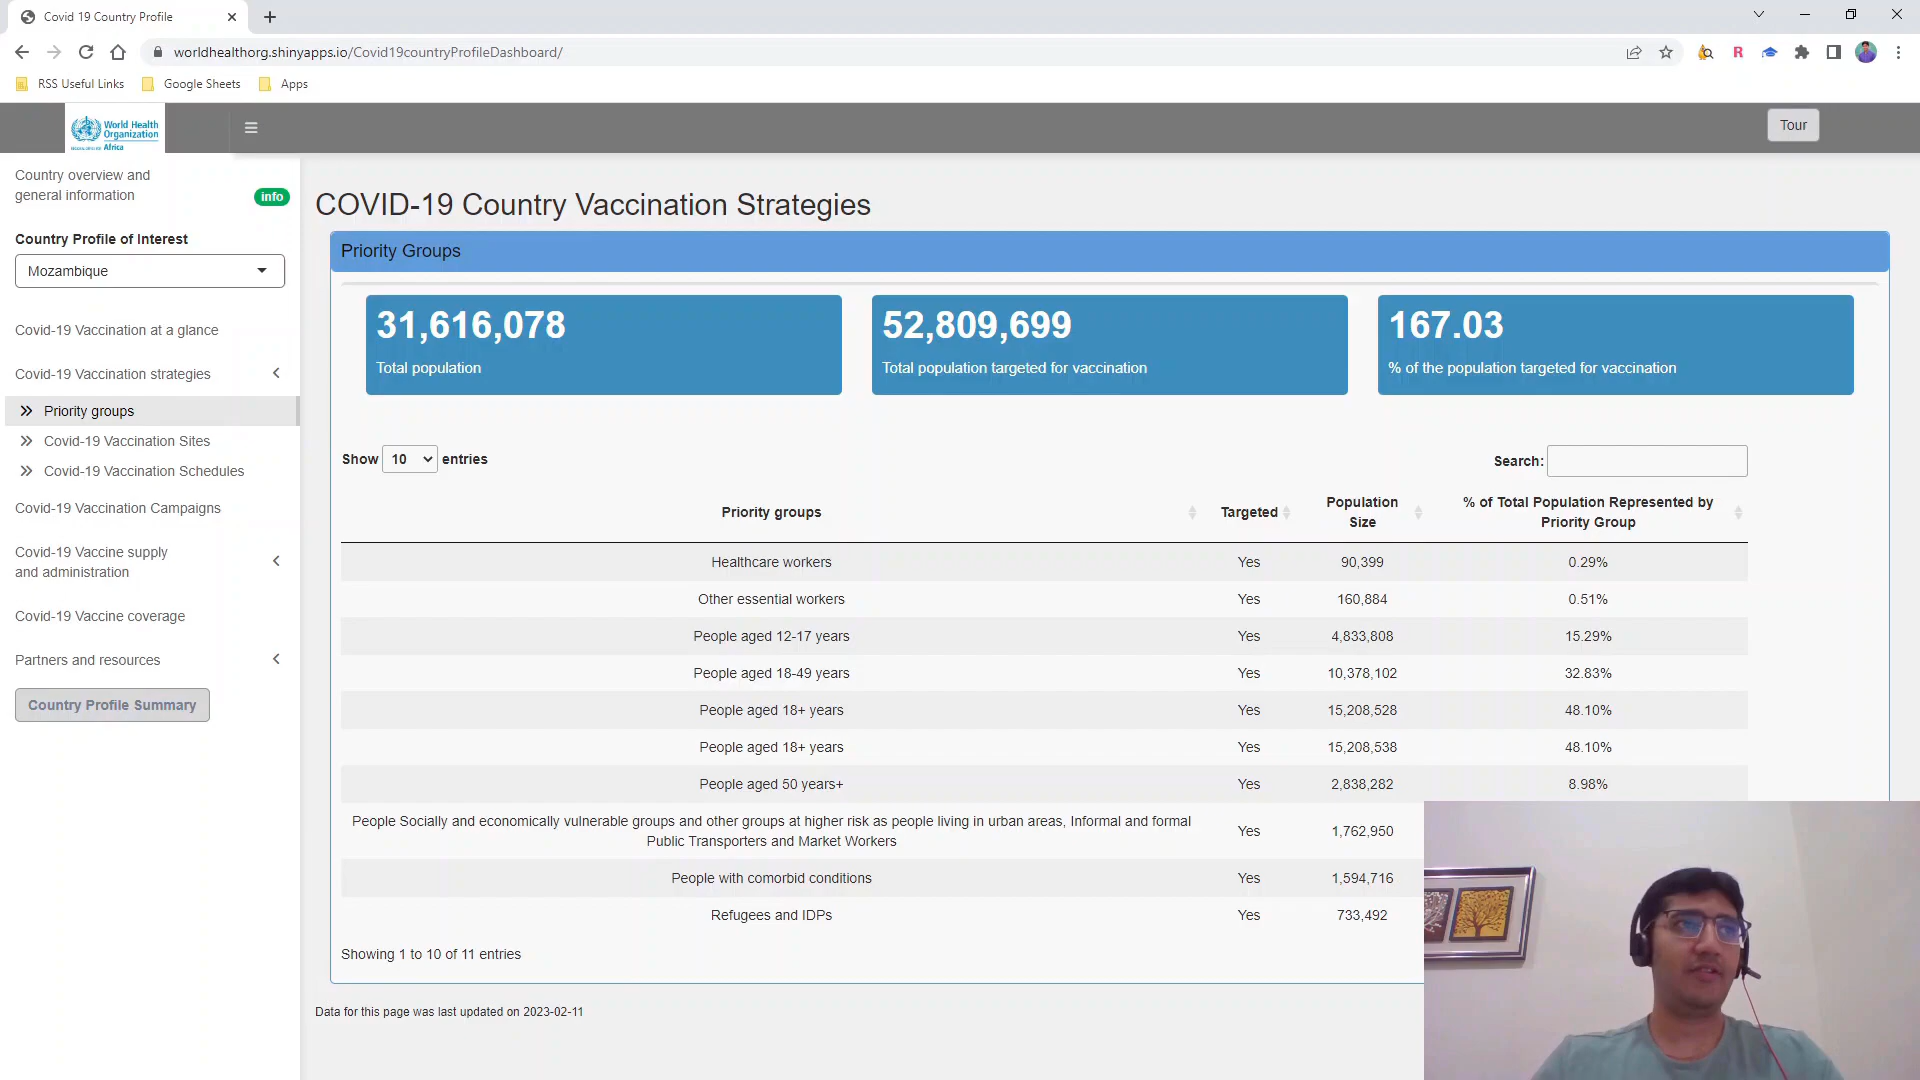 Covid 19 Country Profile
worldhealthorg.shinyapps.io/Covid19countryProfileDashboard/
R
RSS Useful Links
Google Sheets
Apps
World Health
Organization
Africa
Tour
Country overview and
general information
info
Country Profile of Interest
Mozambique
Covid-19 Vaccination at a glance
Covid-19 Vaccination strategies
Priority groups
Covid-19 Vaccination Sites
Covid-19 Vaccination Schedules
Covid-19 Vaccination Campaigns
Covid-19 Vaccine supply
and administration
Covid-19 Vaccine coverage
Partners and resources
Country Profile Summary
COVID-19 Country Vaccination Strategies
Priority Groups
31,616,078
Total population
52,809,699
Total population targeted for vaccination
167.03
% of the population targeted for vaccination
Show 10 entries
Search:
Priority groups Targeted Population Size % of Total Population Represented by Priority Group
Healthcare workers Yes 90,399 0.29%
Other essential workers Yes 160,884 0.51%
People aged 12-17 years Yes 4,833,808 15.29%
People aged 18-49 years Yes 10,378,102 32.83%
People aged 18+ years Yes 15,208,528 48.10%
People aged 18+ years Yes 15,208,538 48.10%
People aged 50 years+ Yes 2,838,282 8.98%
People Socially and economically vulnerable groups and other groups at higher risk as people living in urban areas, Informal and formal
Public Transporters and Market Workers Yes 1,762,950
People with comorbid conditions Yes 1,594,716
Refugees and IDPs Yes 733,492
Showing 1 to 10 of 11 entries
Data for this page was last updated on 2023-02-11